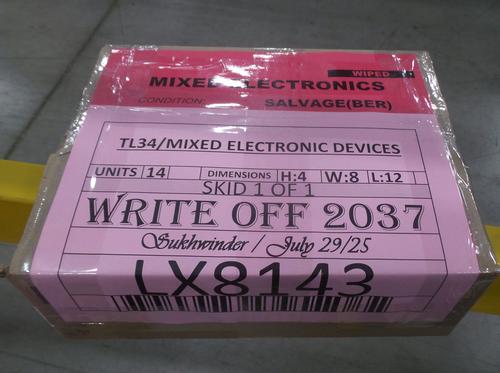 WIPED
MIXED ELECTRONICS
CONDITION: SALVAGE(BER)
TL34/MIXED ELECTRONIC DEVICES
UNITS 14 DIMENSIONS H:4 W:8 L:12
SKID 1 OF 1
WRITE OFF 2037
Sukhwinder / July 29/25
LX8143